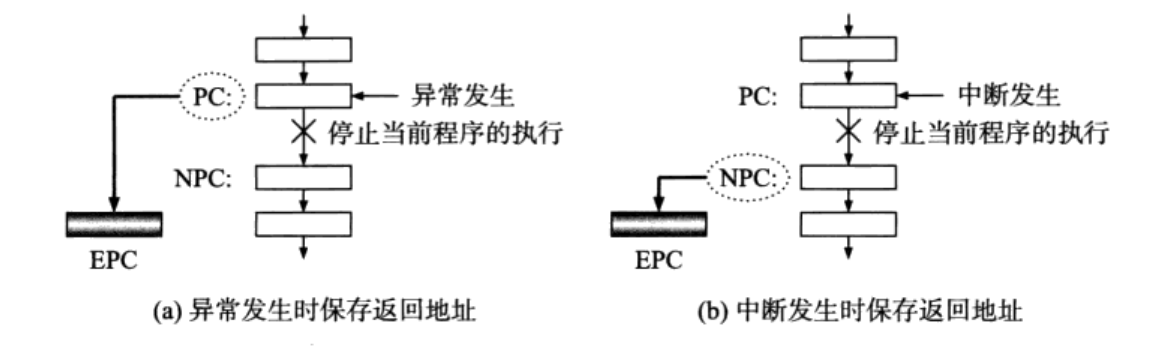 PC:
异常发生
停止当前程序的执行
NPC:
EPC
(a) 异常发生时保存返回地址
PC:
中断发生
停止当前程序的执行
NPC:
EPC
(b) 中断发生时保存返回地址